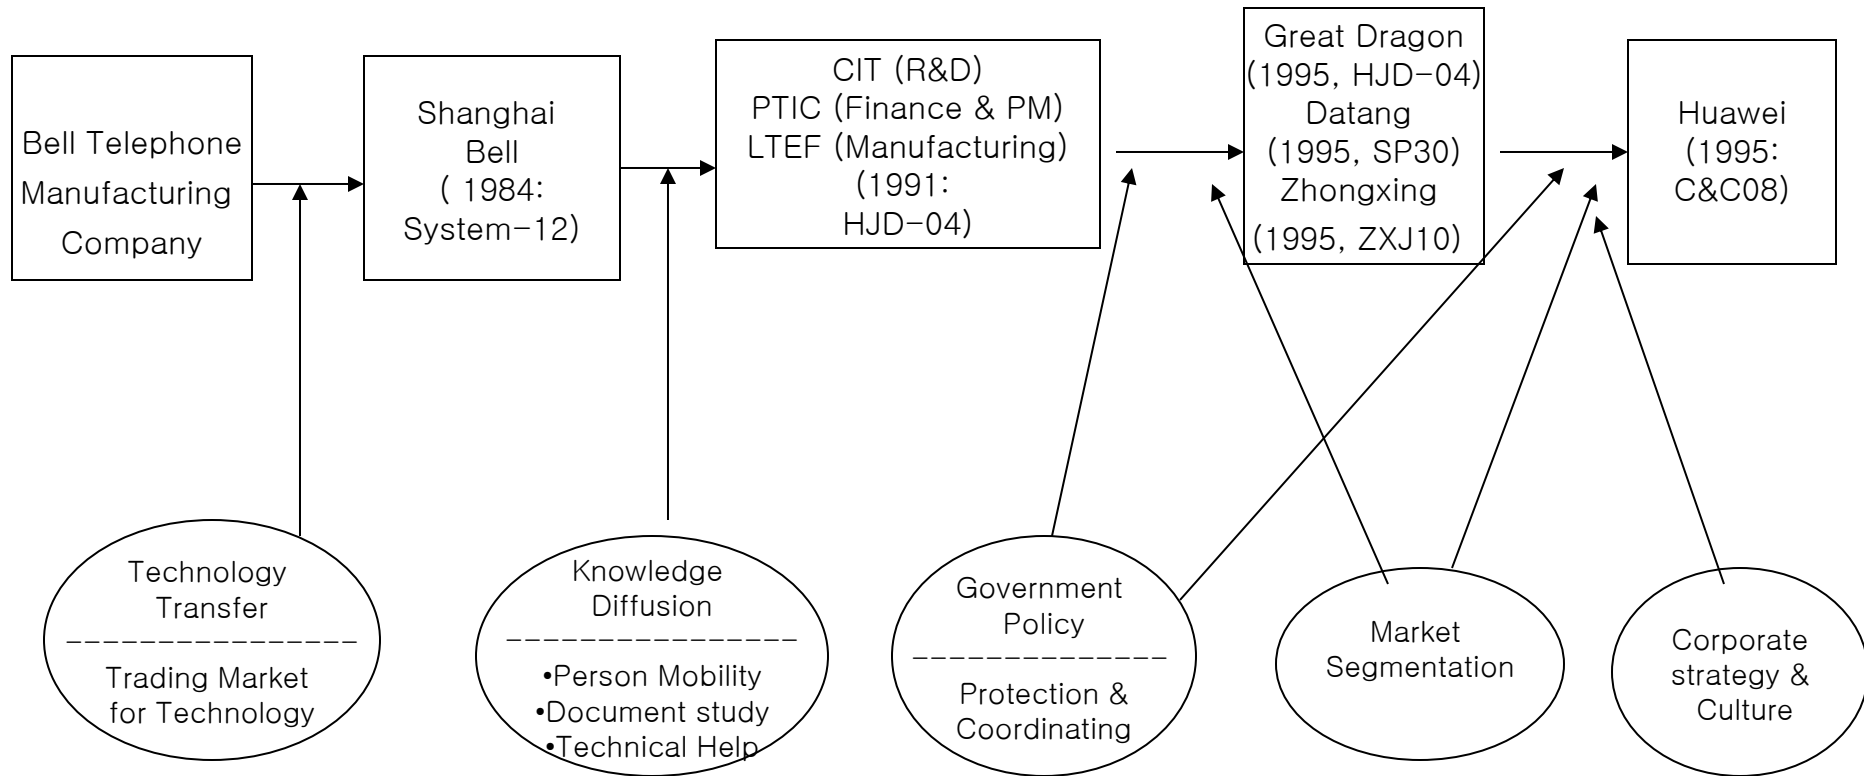 Bell Telephone
Manufacturing
Company
Shanghai
Bell
( 1984:
System-12)
CIT (R&D)
PTIC (Finance & PM)
LTEF (Manufacturing)
(1991:
HJD-04)
Great Dragon
(1995, HJD-04)
Datang
(1995, SP30)
Zhongxing
(1995, ZXJ10)
Huawei
(1995:
C&C08)
Technology
Transfer
----------------
Trading Market
for Technology
Knowledge
Diffusion
----------------
•Person Mobility
•Document study
•Technical Help
Government
Policy
--------------
Protection &
Coordinating
Market
Segmentation
Corporate
strategy &
Culture